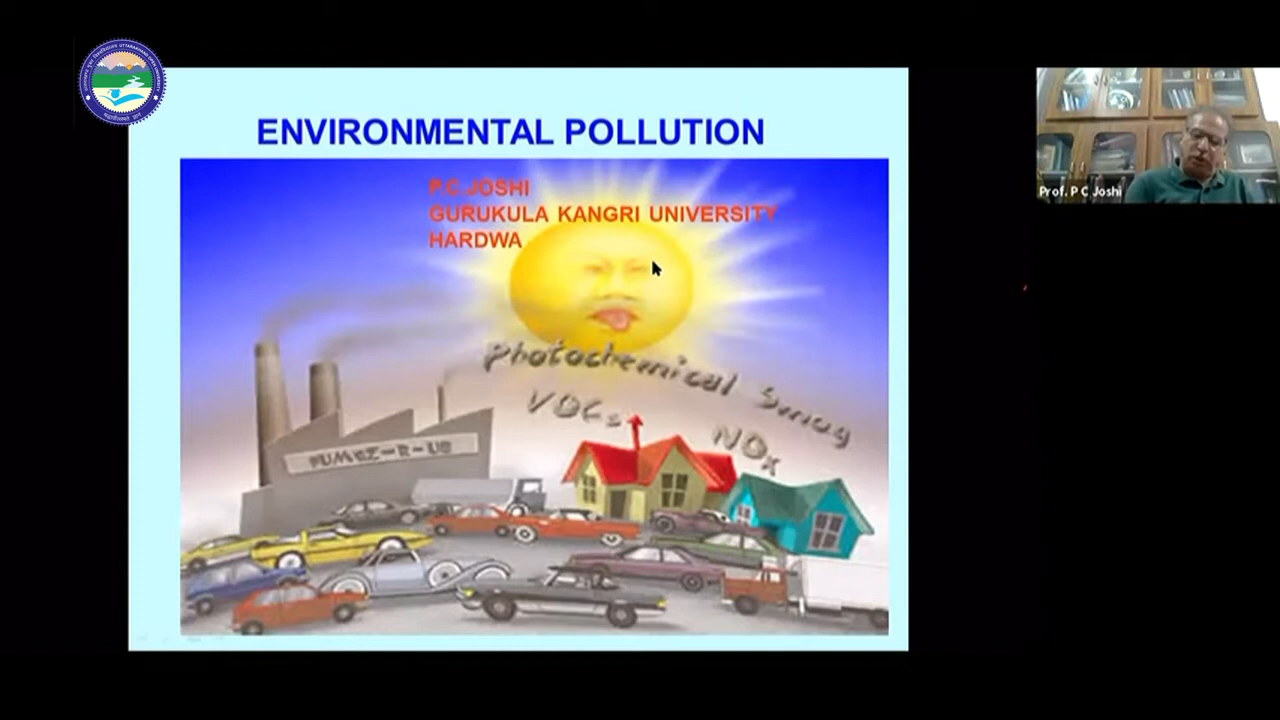 ENVIRONMENTAL POLLUTION
P.C.JOSHI
GURUKULA KANGRI UNIVERSITY
HARDWA
Photochemical Smog
VOCs
NOx
FUMEZ-R-US
Prof. P C Joshi